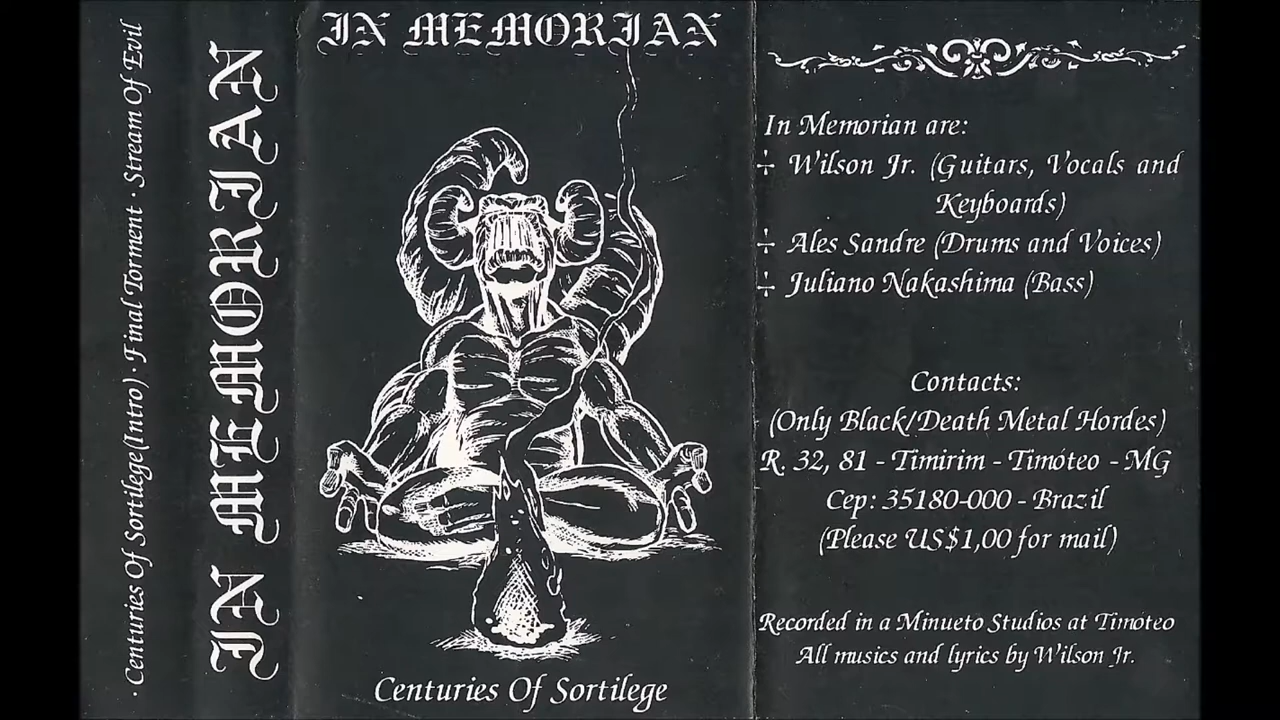 · Centuries Of Sortilege(Intro) · Final Torment · Stream Of Evil
IN MEMORIAN
IN MEMORIAN
Centuries Of Sortilege
In Memorian are:
Wilson Jr. (Guitars, Vocals and
Keyboards)
Ales Sandre (Drums and Voices)
Juliano Nakashima (Bass)
Contacts:
(Only Black/Death Metal Hordes)
R. 32, 81 - Timirim - Timóteo - MG
Cep: 35180-000 - Brazil
(Please US$1,00 for mail)
Recorded in a Minueto Studios at Timóteo
All musics and lyrics by Wilson Jr.